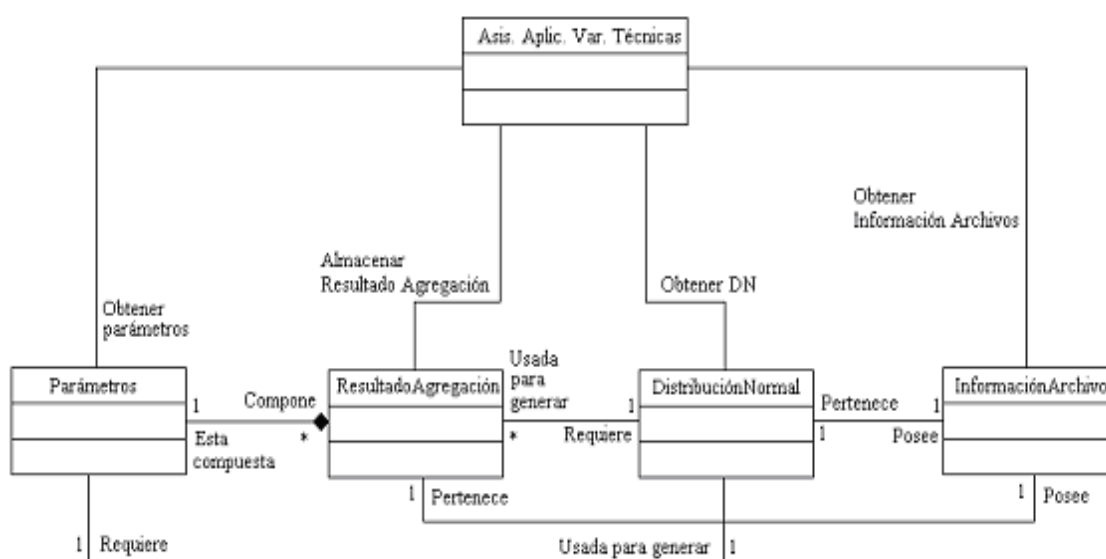 Asis. Aplic. Var. Técnicas
Obtener
Información Archivos
Almacenar
Resultado Agregación
Obtener DN
Obtener
parámetros
Parámetros
ResultadoAgregación
Usada
para
generar
DistribuciónNormal
InformaciónArchivo
1
Compone
*
Esta
compuesta
*
1
Requiere
Pertenece
1
1
Posee
1
Pertenece
1
Posee
1
Requiere
Usada para generar
1